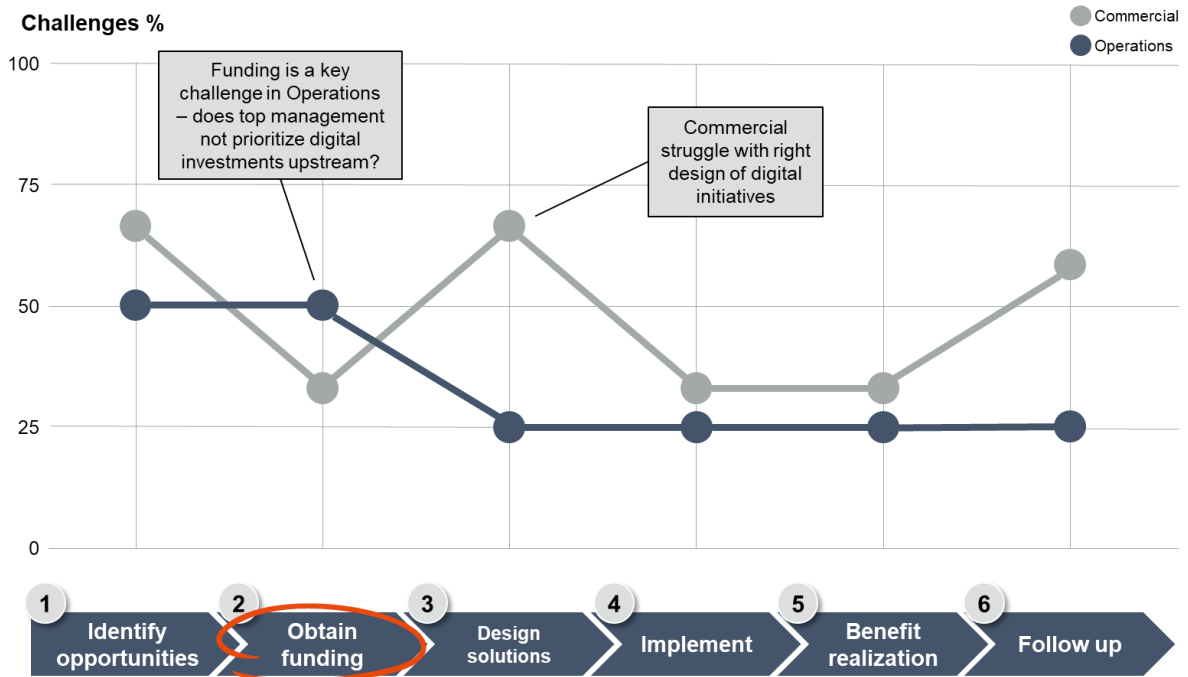 Challenges %
Commercial
Operations
100
75
50
25
0
Funding is a key
challenge in Operations
– does top management
not prioritize digital
investments upstream?
Commercial
struggle with right
design of digital
initiatives
1
Identify
opportunities
2
Obtain
funding
3
Design
solutions
4
Implement
5
Benefit
realization
6
Follow up